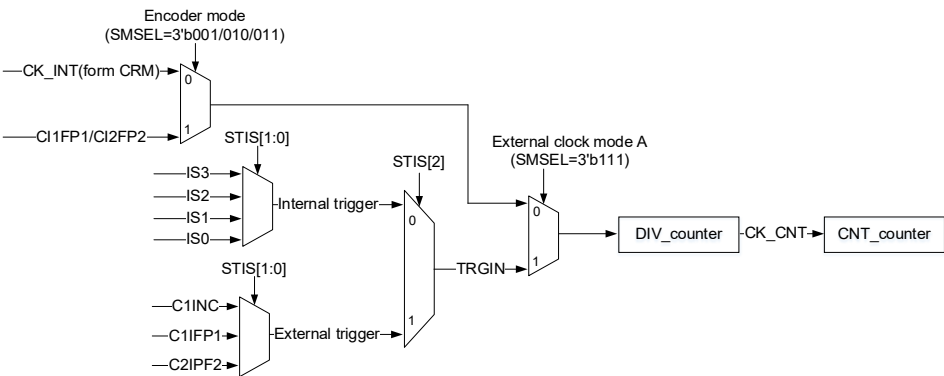 Encoder mode
(SMSEL=3'b001/010/011)
CK_INT(form CRM)
0
CI1FP1/CI2FP2
1
STIS[1:0]
External clock mode A
(SMSEL=3'b111)
STIS[2]
IS3
IS2
IS1
IS0
Internal trigger
0
0
DIV_counter
CK_CNT
CNT_counter
TRGIN
1
STIS[1:0]
C1INC
C1IFP1
C2IPF2
External trigger
1